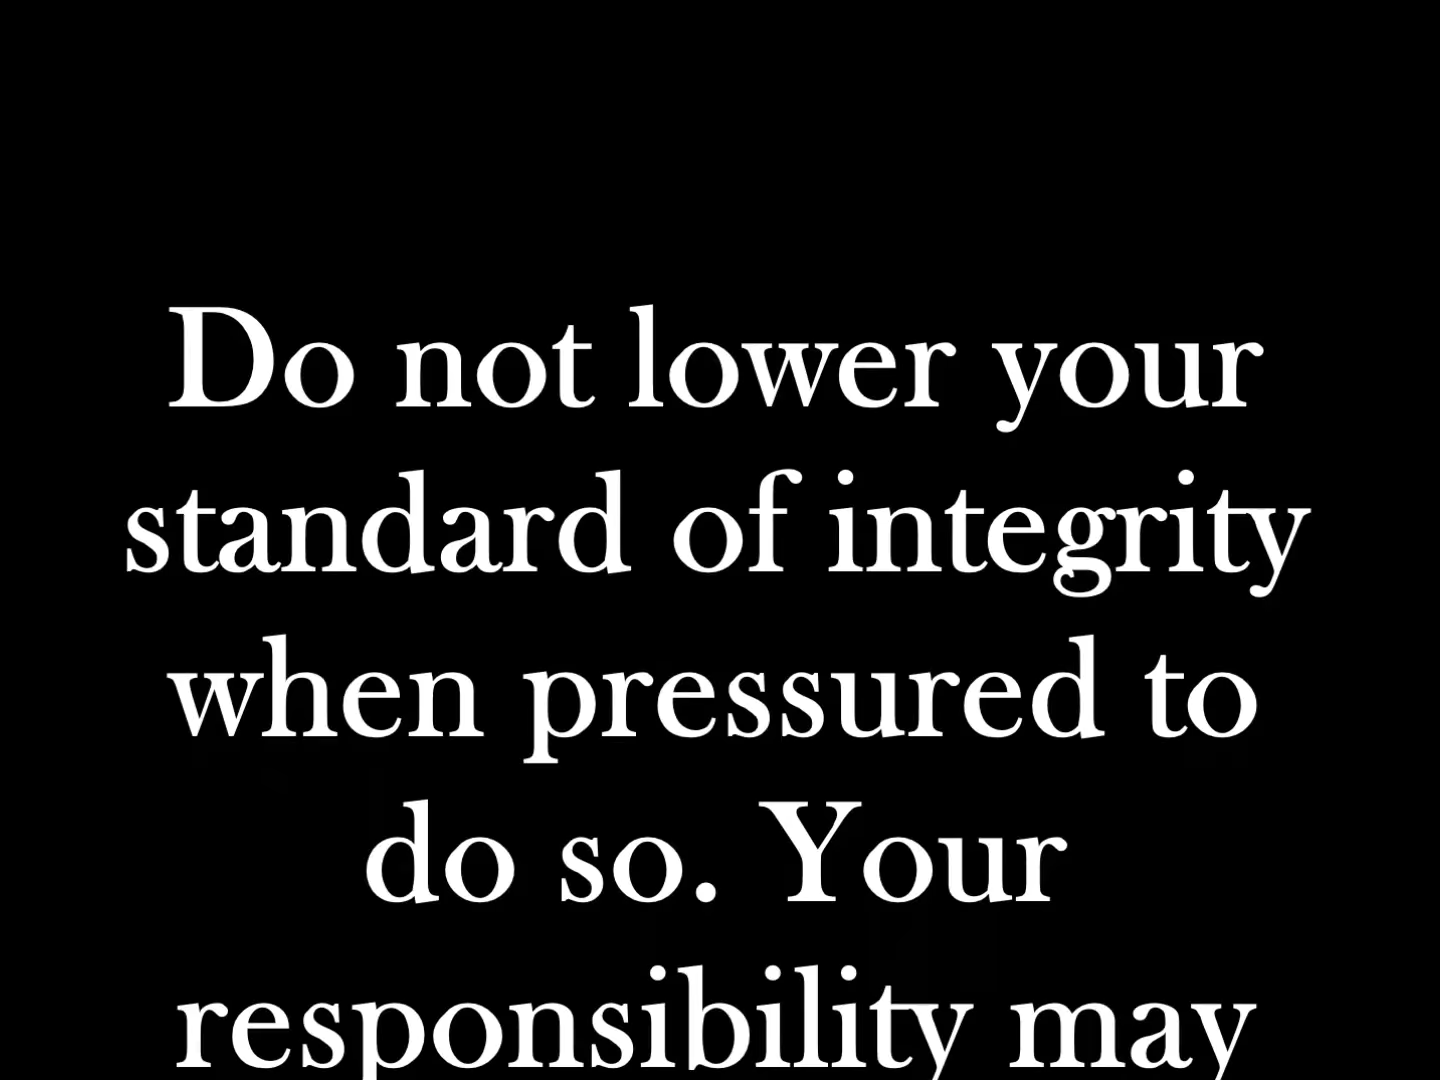 Do not lower your
standard of integrity
when pressured to
do so. Your
responsibility may